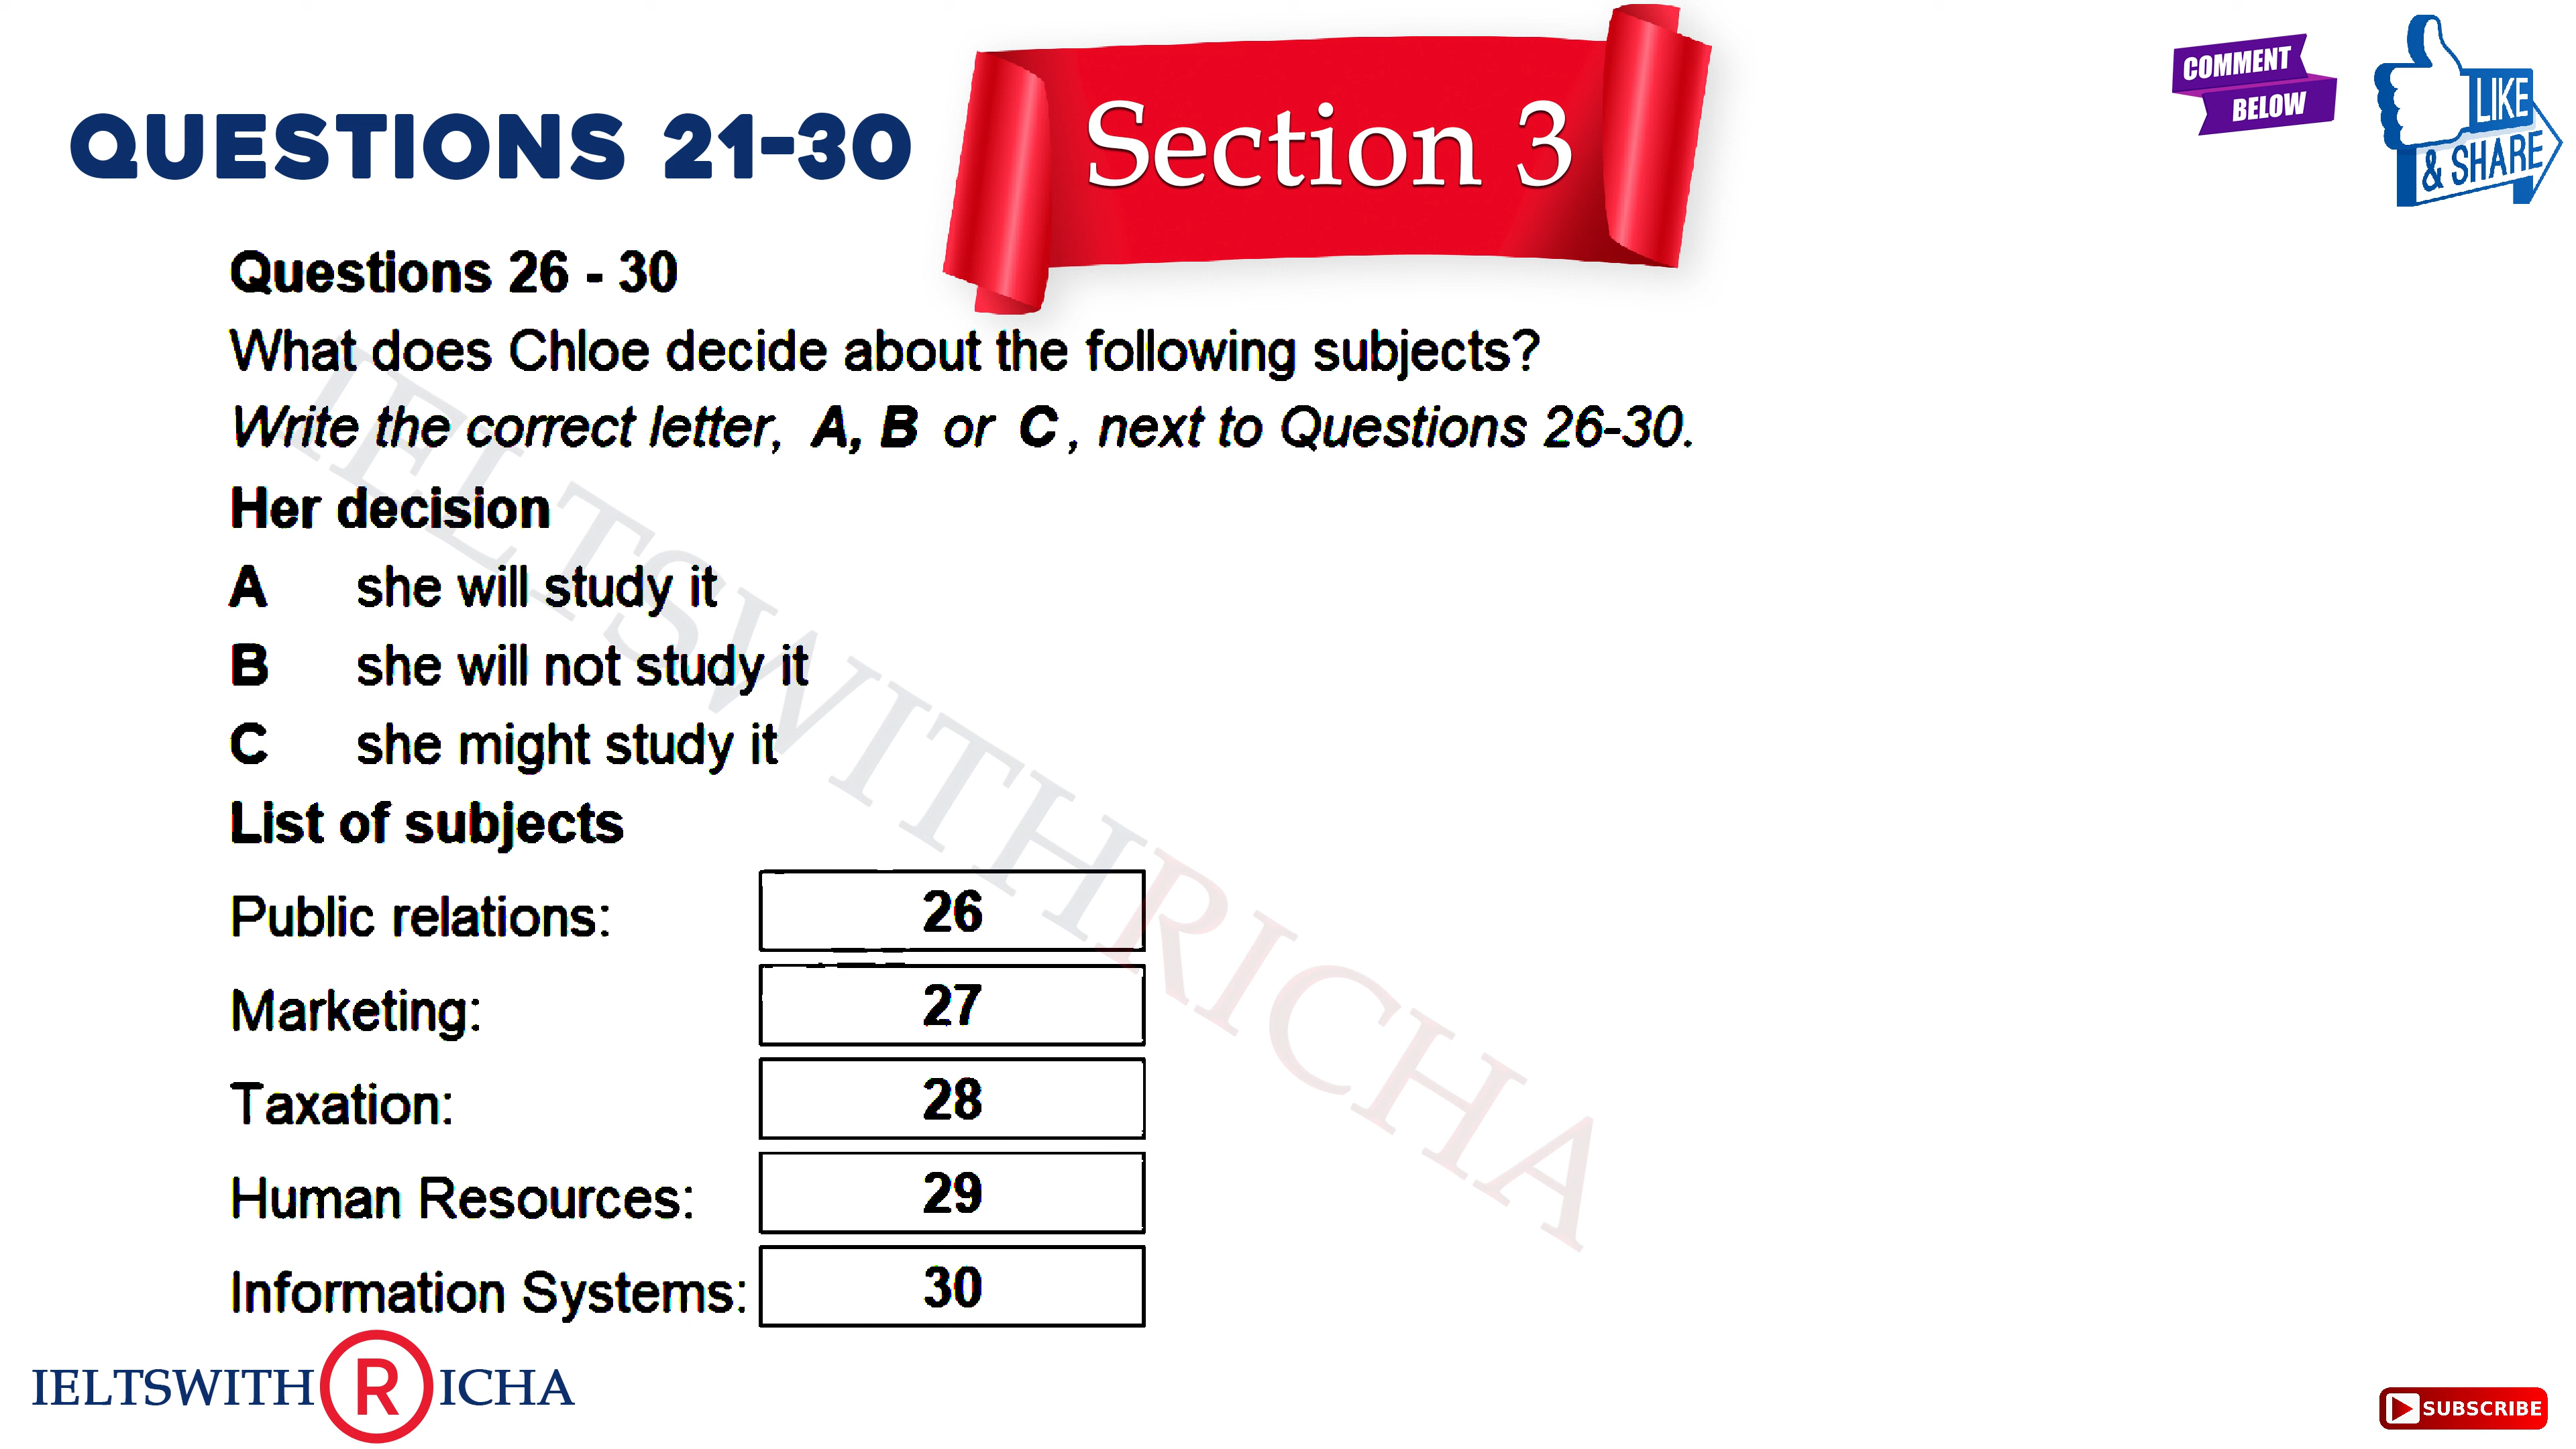 QUESTIONS 21-30
Section 3
COMMENT
BELOW
LIKE
& SHARE
Questions 26 - 30
What does Chloe decide about the following subjects?
Write the correct letter, A, B or C, next to Questions 26-30.
Her decision
A she will study it
B she will not study it
C she might study it
List of subjects
Public relations: 26
Marketing: 27
Taxation: 28
Human Resources: 29
Information Systems: 30
IELTSWITHRICHA
IELTSWITHRICHA
SUBSCRIBE